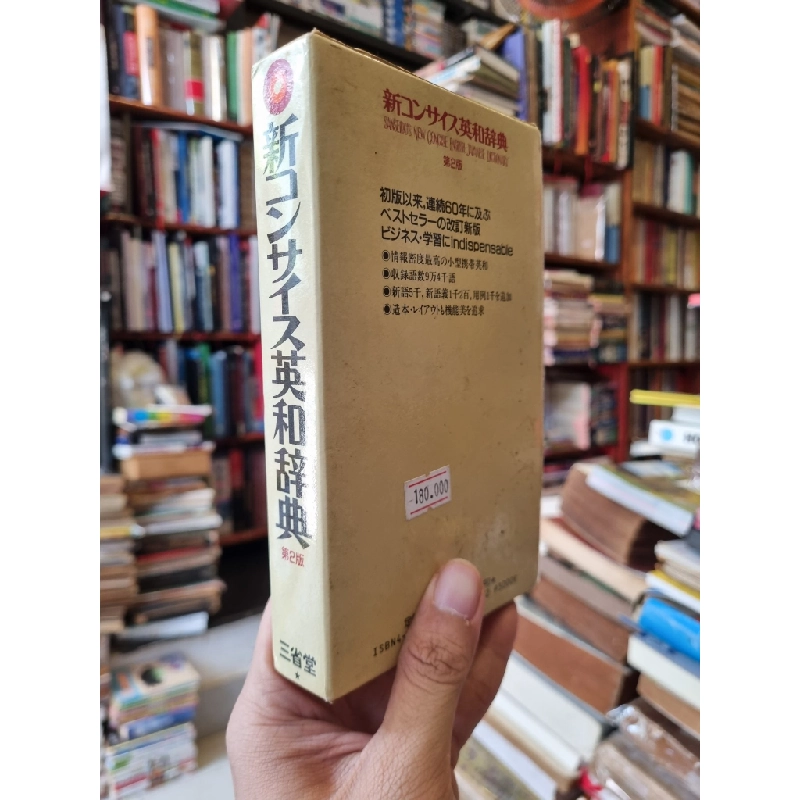 新コンサイス英和辞典
第2版
三省堂
新コンサイス英和辞典
SANSEIDO'S NEW CONCISE ENGLISH-JAPANESE DICTIONARY
第2版
初版以来、連続60年に及ぶ
ベストセラーの改訂新版
ビジネス・学習にindispensable
●情報密度最高の小型携帯英和
●収録語数9万4千語
●新語5千,新語義1千5百,用例1千を追加
●造本・レイアウトも機能美を追求
180.000
ISBN4